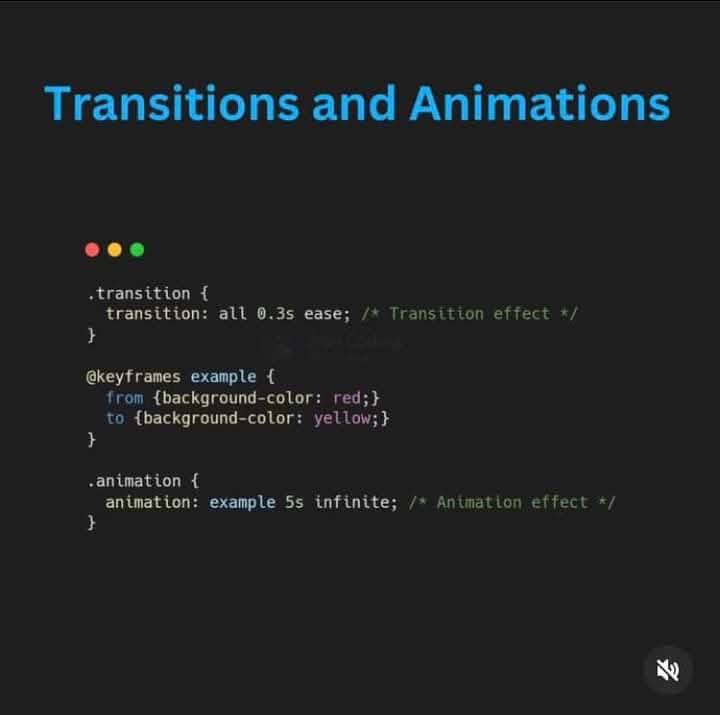 Transitions and Animations
.transition {
  transition: all 0.3s ease; /* Transition effect */
}
@keyframes example {
  from {background-color: red;}
  to {background-color: yellow;}
}
.animation {
  animation: example 5s infinite; /* Animation effect */
}